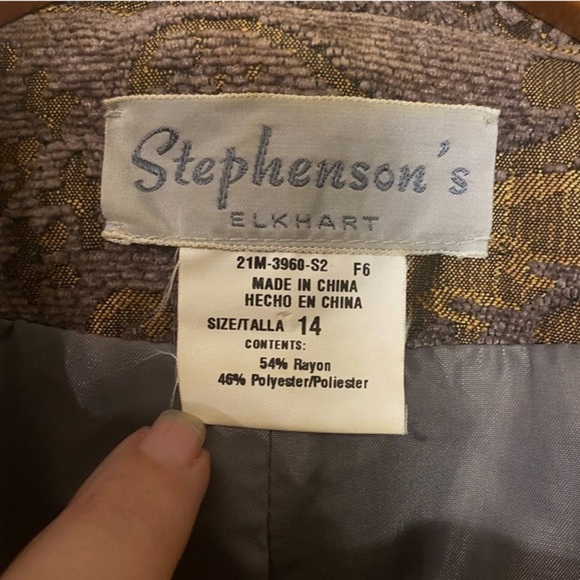 Stephenson's
ELKHART
21M-3960-S2 F6
MADE IN CHINA
HECHO EN CHINA
SIZE/TALLA 14
CONTENTS:
54% Rayon
46% Polyester/Poliester